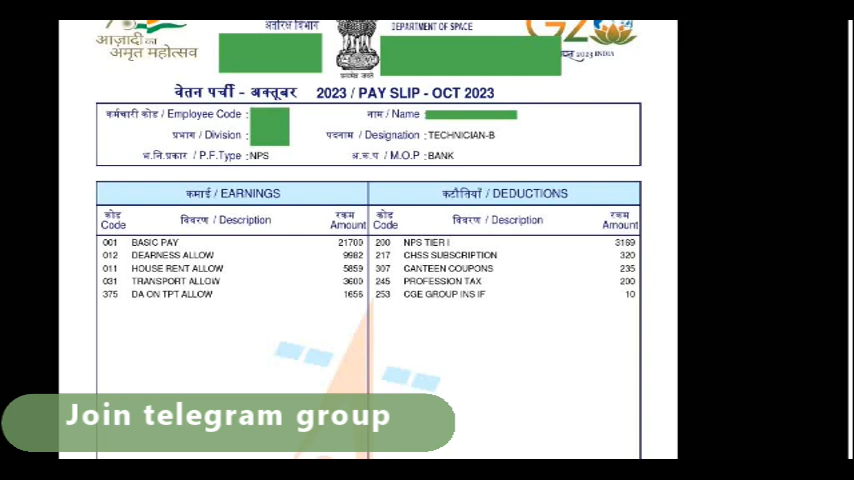 अंतरिक्ष विभाग
DEPARTMENT OF SPACE
आज़ादी का
अमृत महोत्सव
सत्यमेव जयते
2023 INDIA
वेतन पर्ची - अक्तूबर 2023 / PAY SLIP - OCT 2023
कर्मचारी कोड / Employee Code :
नाम / Name :
प्रभाग / Division :
पदनाम / Designation : TECHNICIAN-B
भ.नि.प्रकार / P.F.Type : NPS
अ.रू.प / M.O.P : BANK
कमाई / EARNINGS कटौतियाँ / DEDUCTIONS
कोड Code विवरण / Description रकम Amount कोड Code विवरण / Description रकम Amount
001 BASIC PAY 21700 200 NPS TIER I 3169
012 DEARNESS ALLOW 9982 217 CHSS SUBSCRIPTION 320
011 HOUSE RENT ALLOW 5859 307 CANTEEN COUPONS 235
031 TRANSPORT ALLOW 3600 245 PROFESSION TAX 200
375 DA ON TPT ALLOW 1656 253 CGE GROUP INS IF 10
Join telegram group